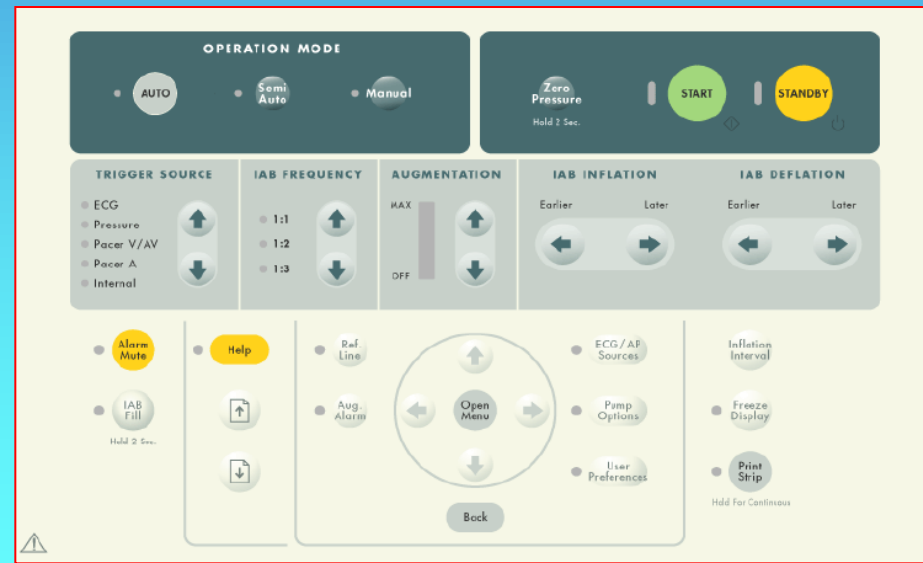 OPERATION MODE
AUTO
Semi
Auto
Manual
Zero
Pressure
Hold 2 Sec.
START
STANDBY
TRIGGER SOURCE
ECG
Pressure
Pacer V/AV
Pacer A
Internal
IAB FREQUENCY
1:1
1:2
1:3
AUGMENTATION
MAX
OFF
IAB INFLATION
Earlier
Later
IAB DEFLATION
Earlier
Later
Alarm
Mute
IAB
Fill
Hold 2 Sec.
Help
Ref.
Line
Aug.
Alarm
Open
Menu
Back
ECG/AP
Sources
Pump
Options
User
Preferences
Inflation
Interval
Freeze
Display
Print
Strip
Hold For Continuous